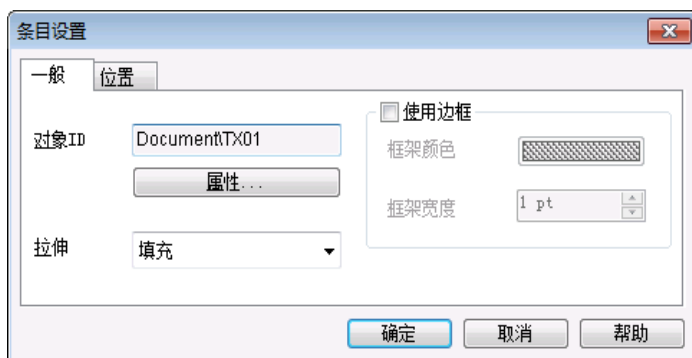 条目设置
一般 位置
对象ID Document\TX01
属性...
拉伸 填充
使用边框
框架颜色
框架宽度 1 pt
确定 取消 帮助